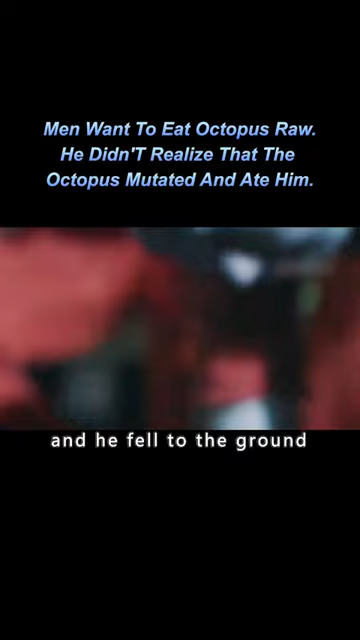 Men Want To Eat Octopus Raw.
He Didn'T Realize That The
Octopus Mutated And Ate Him.
and he fell to the ground